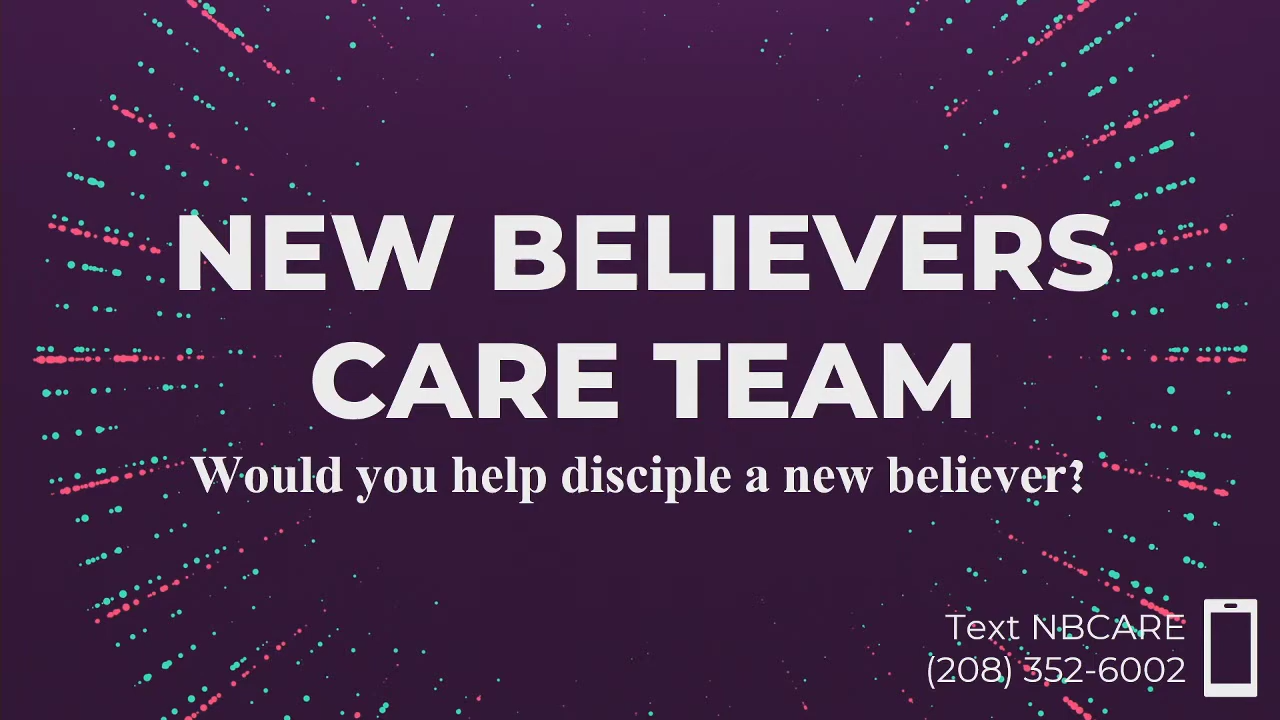 NEW BELIEVERS
CARE TEAM
Would you help disciple a new believer?
Text NBCARE
(208) 352-6002